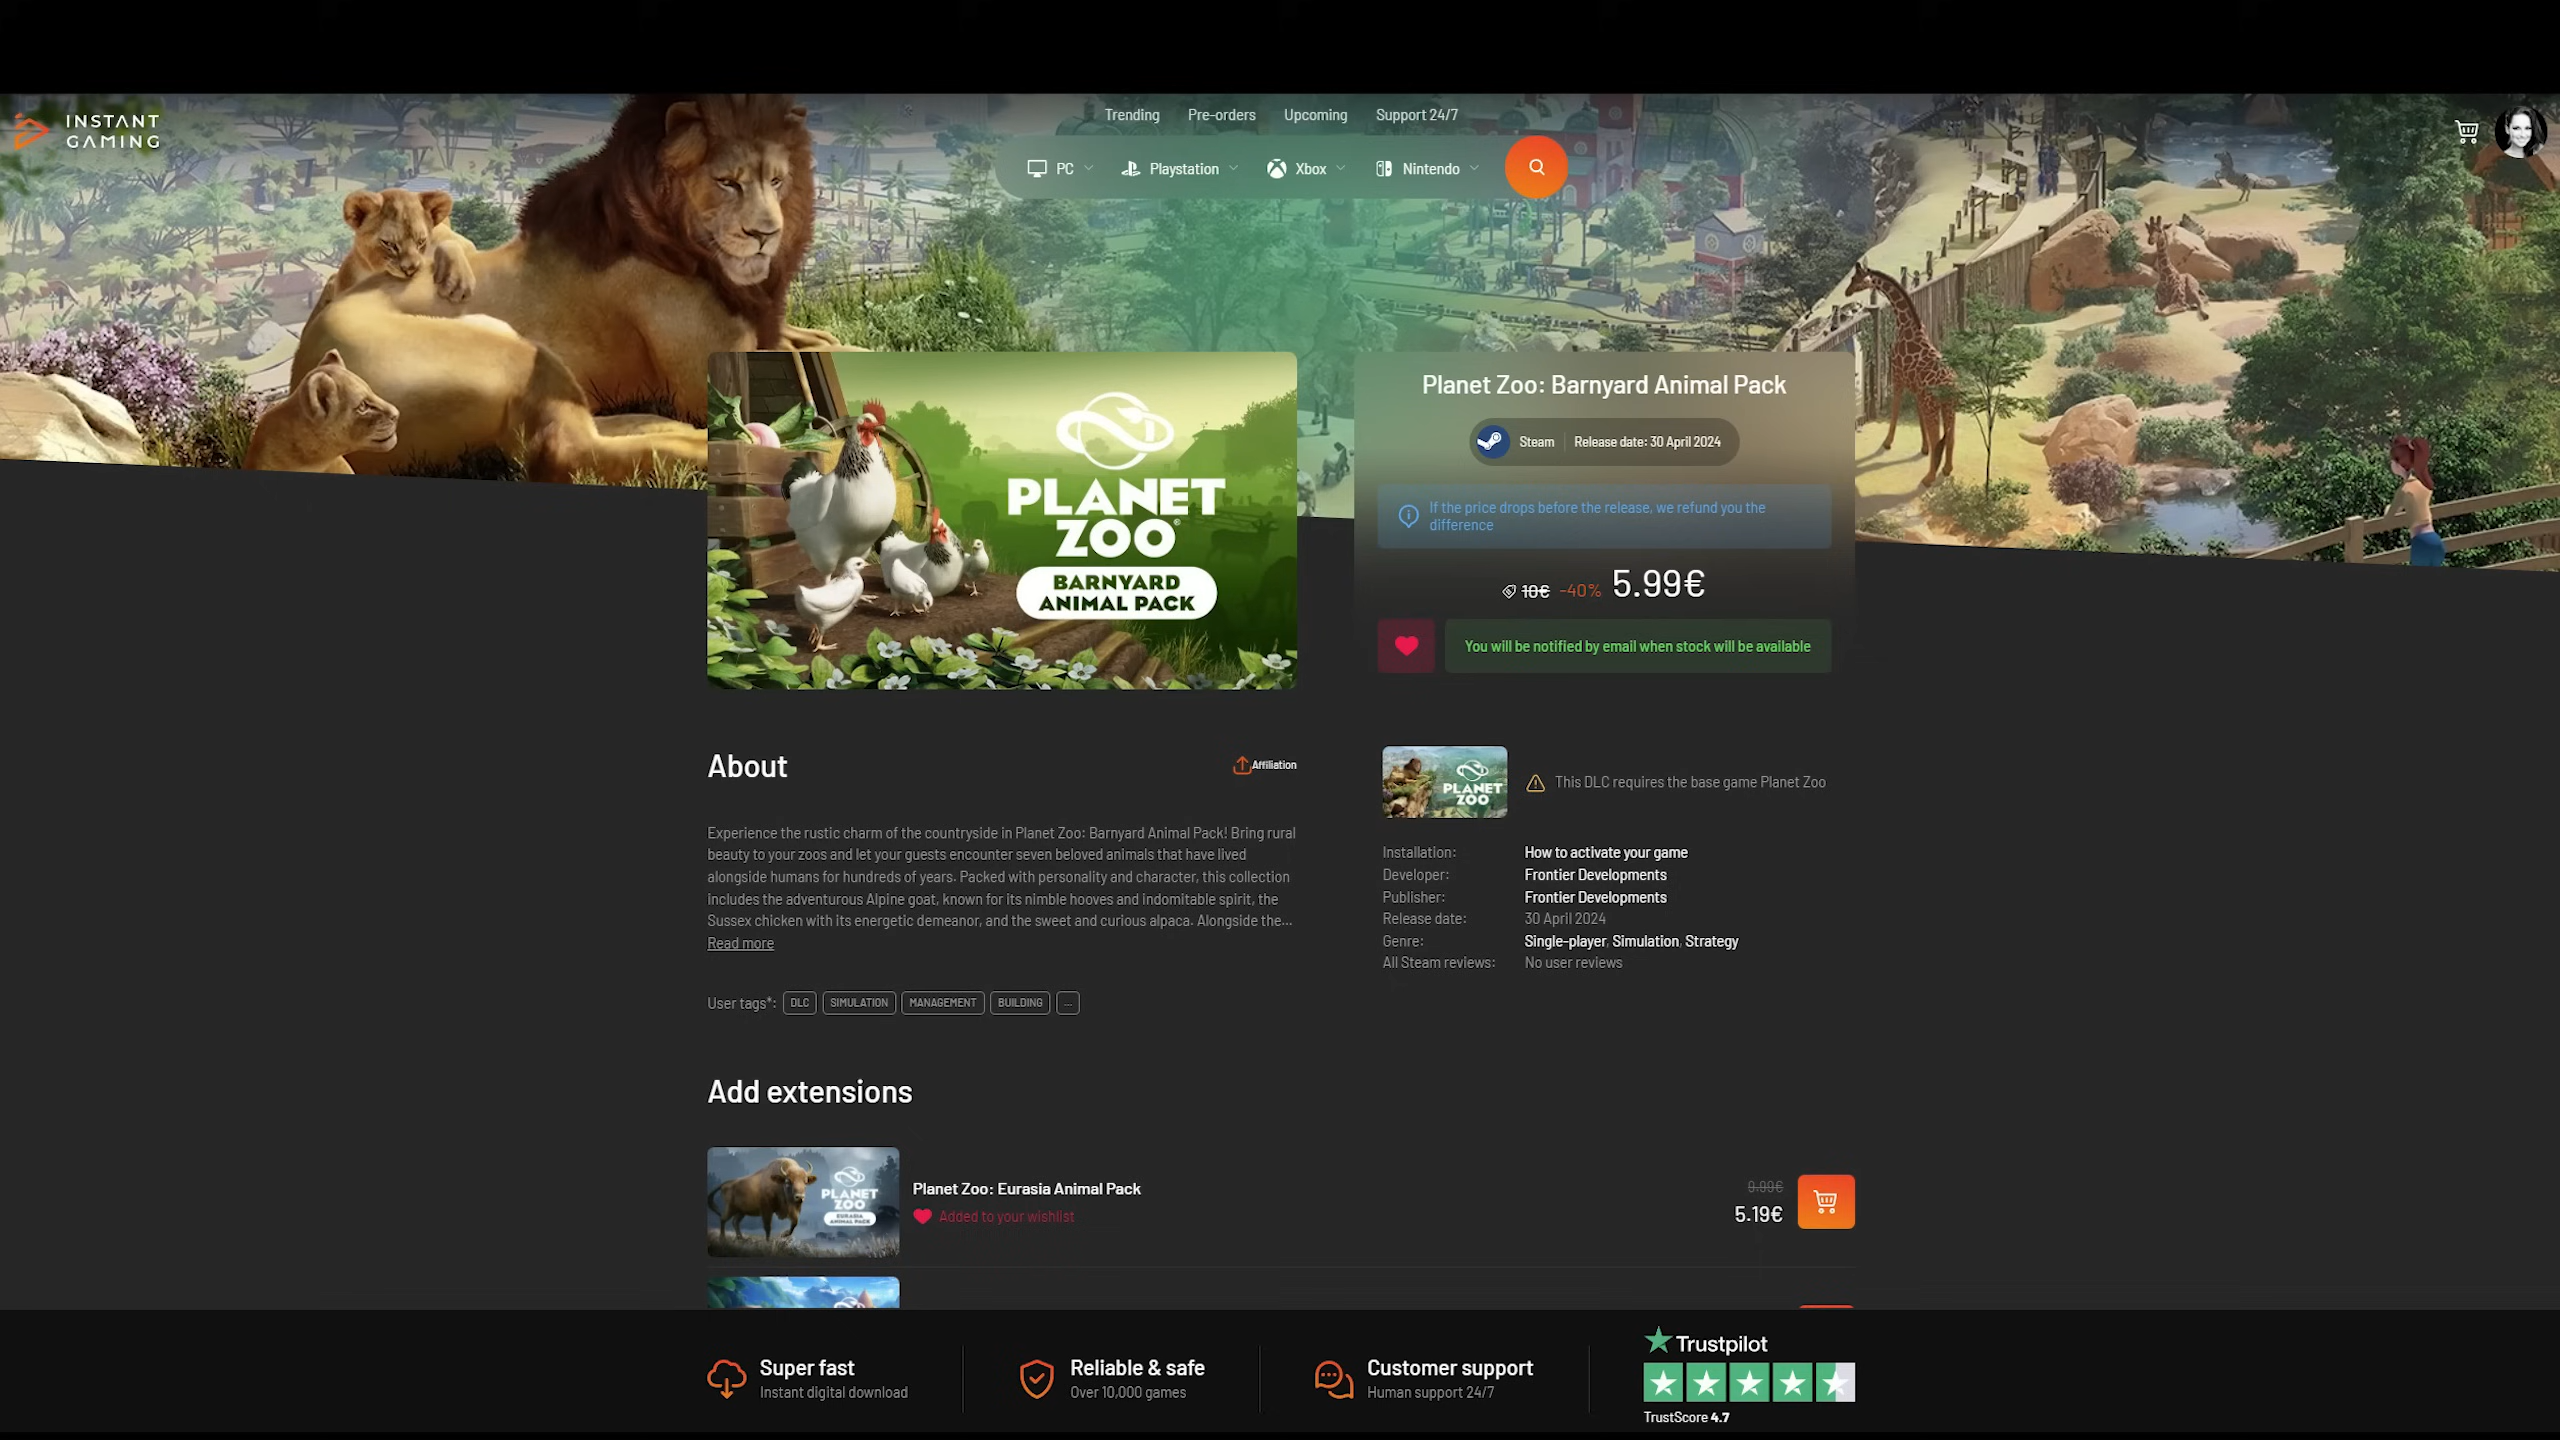 INSTANT
GAMING
Trending Pre-orders Upcoming Support 24/7
PC Playstation Xbox Nintendo
PLANET
ZOO
BARNYARD
ANIMAL PACK
Planet Zoo: Barnyard Animal Pack
Steam Release date: 30 April 2024
If the price drops before the release, we refund you the
difference
10€ -40% 5.99€
You will be notified by email when stock will be available
About
Affiliation
Experience the rustic charm of the countryside in Planet Zoo: Barnyard Animal Pack! Bring rural
beauty to your zoos and let your guests encounter seven beloved animals that have lived
alongside humans for hundreds of years. Packed with personality and character, this collection
includes the adventurous Alpine goat, known for its nimble hooves and indomitable spirit, the
Sussex chicken with its energetic demeanor, and the sweet and curious alpaca. Alongside the...
Read more
User tags*: DLC SIMULATION MANAGEMENT BUILDING ...
PLANET
ZOO
This DLC requires the base game Planet Zoo
Installation: How to activate your game
Developer: Frontier Developments
Publisher: Frontier Developments
Release date: 30 April 2024
Genre: Single-player, Simulation, Strategy
All Steam reviews: No user reviews
Add extensions
PLANET
ZOO
EURASIA
ANIMAL PACK
Planet Zoo: Eurasia Animal Pack
Added to your wishlist
9.99€
5.19€
Super fast
Instant digital download
Reliable & safe
Over 10,000 games
Customer support
Human support 24/7
Trustpilot
TrustScore 4.7